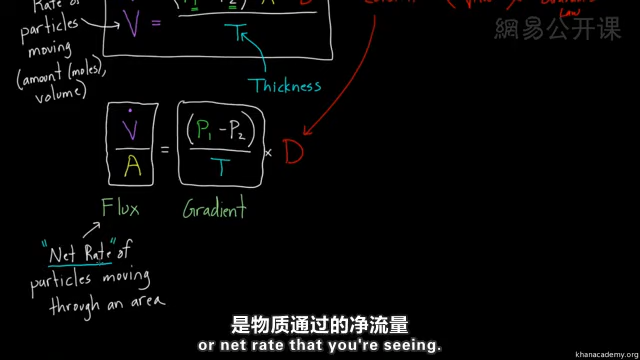 Rate of
particles
moving
(amount (moles),
volume)
V̇ =
T
Thickness
網易公开课
V̇
A
=
(P₁ - P₂)
T
× D
Flux
Gradient
"Net Rate" of
particles moving
through an area
是物质通过的净流量
or net rate that you're seeing.
khanacademy.org